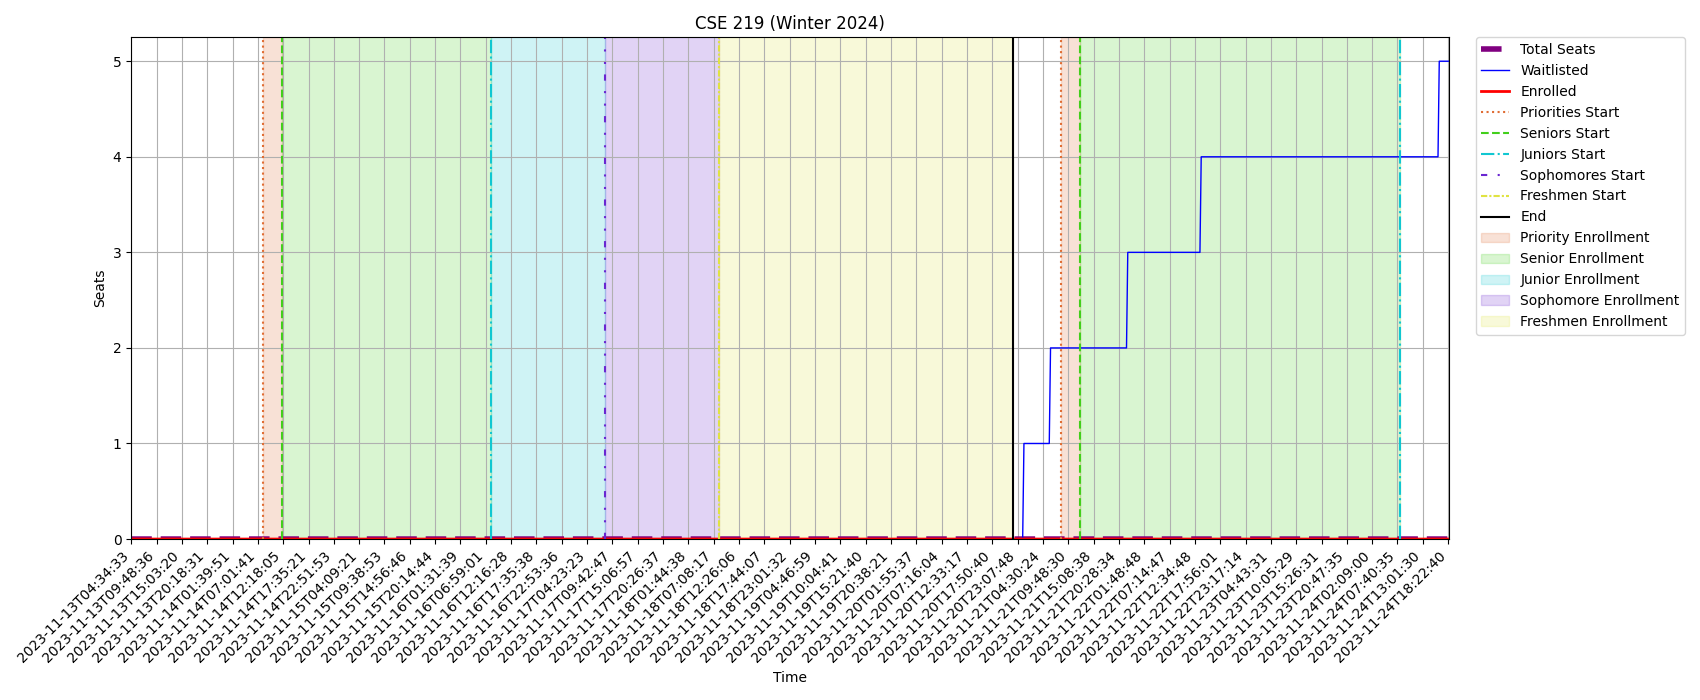 CSE 219 (Winter 2024)
Seats
5
4
3
2
1
0
2023-11-13T04:34:33
2023-11-13T09:48:36
2023-11-13T15:03:20
2023-11-13T20:18:31
2023-11-14T01:39:51
2023-11-14T07:01:41
2023-11-14T12:18:05
2023-11-14T17:35:21
2023-11-14T22:51:53
2023-11-15T04:09:21
2023-11-15T09:38:53
2023-11-15T14:56:46
2023-11-15T20:14:44
2023-11-16T01:31:39
2023-11-16T06:59:01
2023-11-16T12:16:28
2023-11-16T17:35:38
2023-11-16T22:53:36
2023-11-17T04:23:23
2023-11-17T09:42:47
2023-11-17T15:06:57
2023-11-17T20:26:37
2023-11-18T01:44:38
2023-11-18T07:08:17
2023-11-18T12:26:06
2023-11-18T17:44:07
2023-11-18T23:01:32
2023-11-19T04:46:59
2023-11-19T10:04:41
2023-11-19T15:21:40
2023-11-19T20:38:21
2023-11-20T01:55:37
2023-11-20T07:16:04
2023-11-20T12:33:17
2023-11-20T17:50:40
2023-11-20T23:07:48
2023-11-21T04:30:24
2023-11-21T09:48:30
2023-11-21T15:08:38
2023-11-21T20:28:34
2023-11-22T01:48:48
2023-11-22T07:14:47
2023-11-22T12:34:48
2023-11-22T17:56:01
2023-11-22T23:17:14
2023-11-23T04:43:31
2023-11-23T10:05:29
2023-11-23T15:26:31
2023-11-23T20:47:35
2023-11-24T02:09:00
2023-11-24T07:40:35
2023-11-24T13:01:30
2023-11-24T18:22:40
Time
Total Seats
Waitlisted
Enrolled
Priorities Start
Seniors Start
Juniors Start
Sophomores Start
Freshmen Start
End
Priority Enrollment
Senior Enrollment
Junior Enrollment
Sophomore Enrollment
Freshmen Enrollment